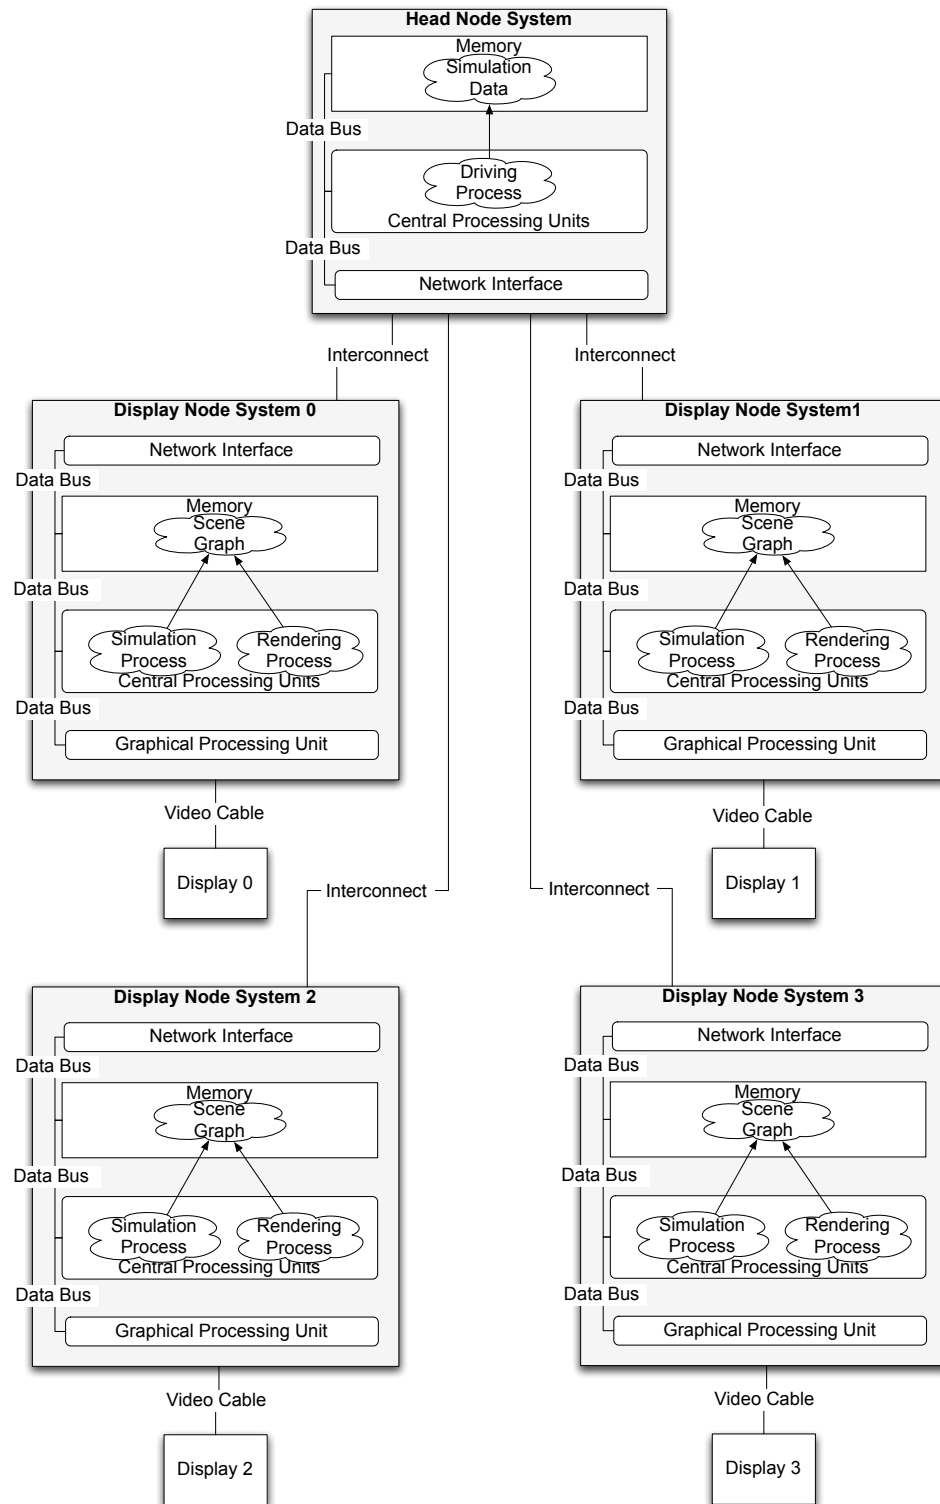 Head Node System
Memory
Simulation
Data
Data Bus
Driving
Process
Central Processing Units
Data Bus
Network Interface
Interconnect
Interconnect
Display Node System 0
Network Interface
Data Bus
Memory
Scene
Graph
Data Bus
Simulation
Process
Rendering
Process
Central Processing Units
Data Bus
Graphical Processing Unit
Video Cable
Display 0
Display Node System1
Network Interface
Data Bus
Memory
Scene
Graph
Data Bus
Simulation
Process
Rendering
Process
Central Processing Units
Data Bus
Graphical Processing Unit
Video Cable
Display 1
Interconnect
Interconnect
Display Node System 2
Network Interface
Data Bus
Memory
Scene
Graph
Data Bus
Simulation
Process
Rendering
Process
Central Processing Units
Data Bus
Graphical Processing Unit
Video Cable
Display 2
Display Node System 3
Network Interface
Data Bus
Memory
Scene
Graph
Data Bus
Simulation
Process
Rendering
Process
Central Processing Units
Data Bus
Graphical Processing Unit
Video Cable
Display 3